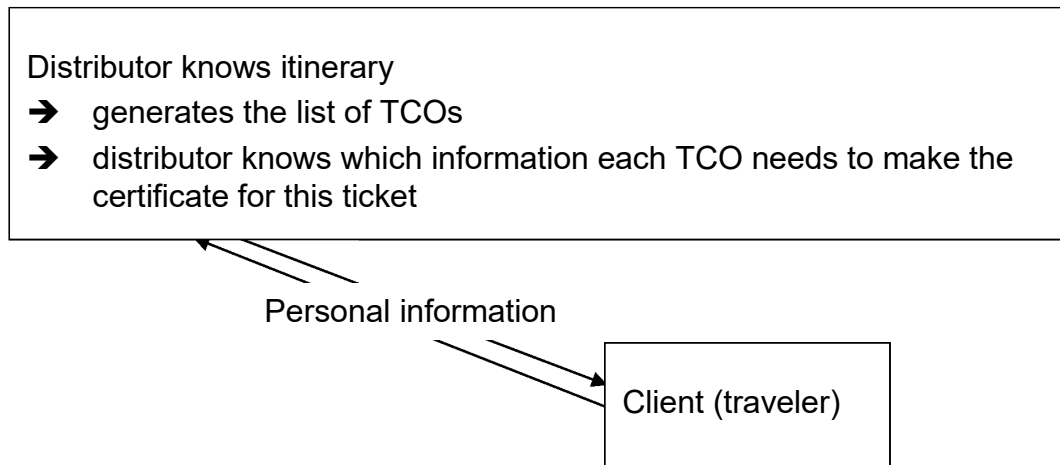 Distributor knows itinerary
➔ generates the list of TCOs
➔ distributor knows which information each TCO needs to make the
certificate for this ticket
Personal information
Client (traveler)